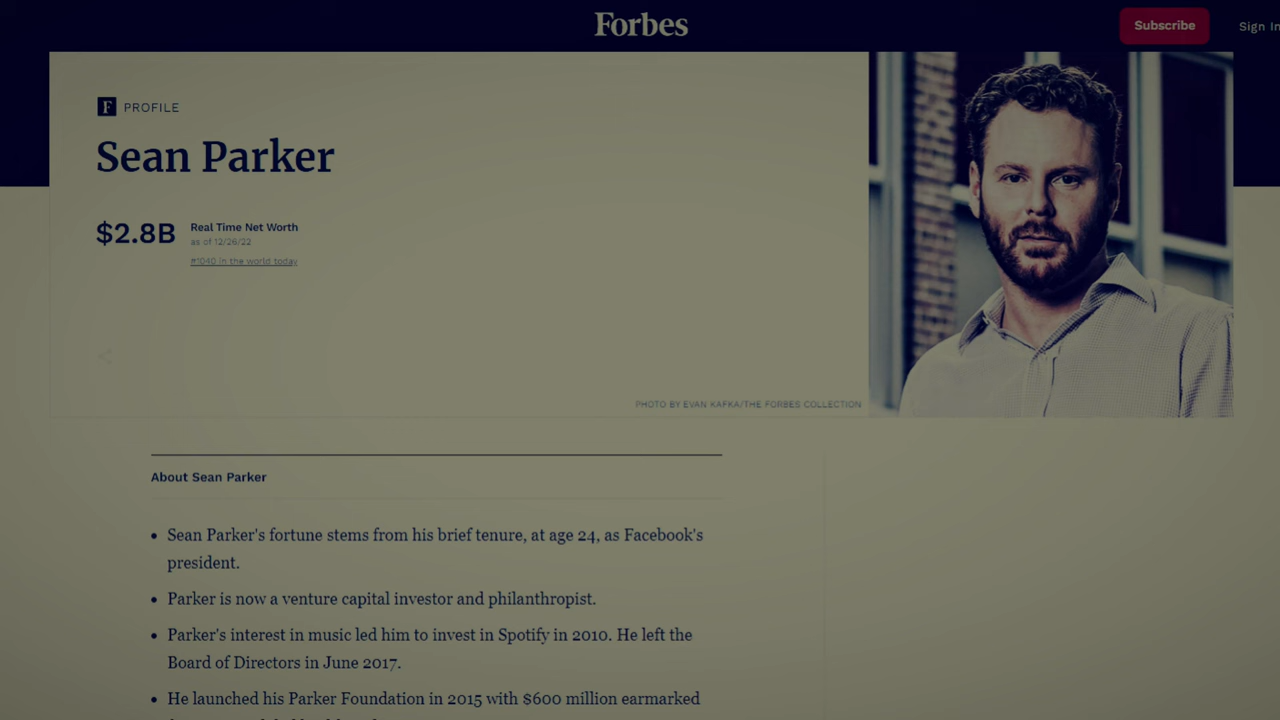 Forbes
Subscribe
Sign In
F PROFILE
Sean Parker
$2.8B
Real Time Net Worth
as of 12/26/22
#1040 in the world today
PHOTO BY EVAN KAFKA/THE FORBES COLLECTION
About Sean Parker
• Sean Parker's fortune stems from his brief tenure, at age 24, as Facebook's
president.
• Parker is now a venture capital investor and philanthropist.
• Parker's interest in music led him to invest in Spotify in 2010. He left the
Board of Directors in June 2017.
• He launched his Parker Foundation in 2015 with $600 million earmarked